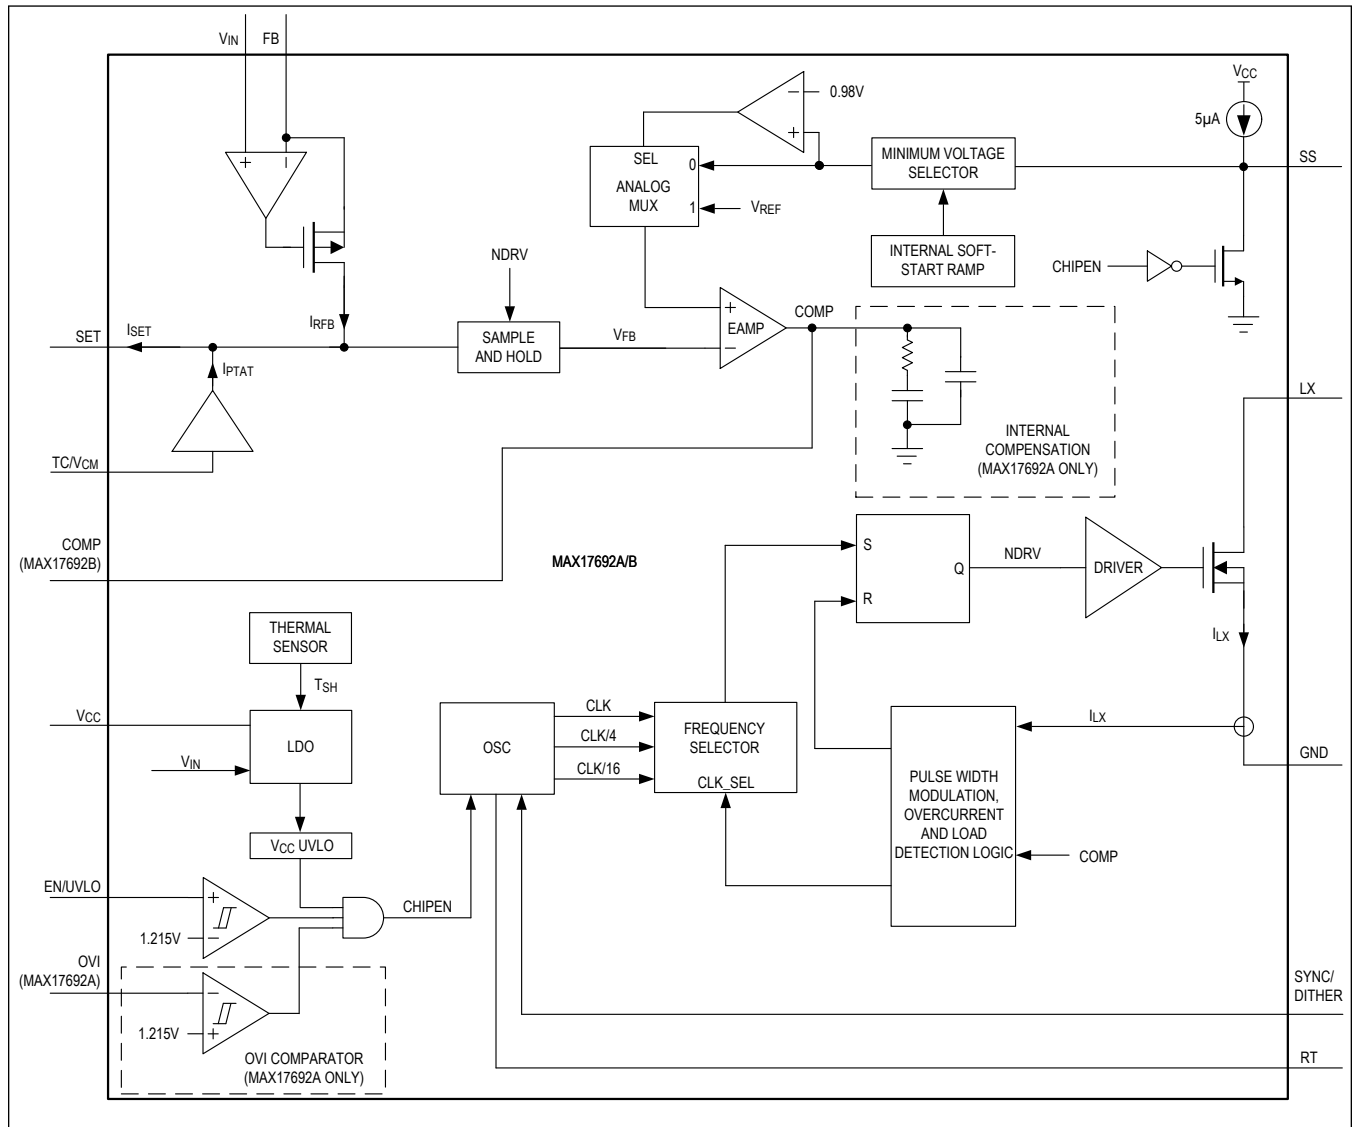 VIN
FB
VCC
5µA
0.98V
SS
SEL
0
ANALOG
MUX
1
VREF
MINIMUM VOLTAGE
SELECTOR
INTERNAL SOFT-
START RAMP
CHIPEN
NDRV
SET
ISET
IRFB
SAMPLE
AND HOLD
VFB
EAMP
COMP
IPTAT
TC/VCM
INTERNAL
COMPENSATION
(MAX17692A ONLY)
LX
COMP
(MAX17692B)
MAX17692A/B
S
R
Q
NDRV
DRIVER
ILX
THERMAL
SENSOR
TSH
VCC
LDO
VIN
VCC UVLO
OSC
CLK
CLK/4
CLK/16
FREQUENCY
SELECTOR
CLK_SEL
ILX
GND
PULSE WIDTH
MODULATION,
OVERCURRENT
AND LOAD
DETECTION LOGIC
COMP
EN/UVLO
1.215V
CHIPEN
OVI
(MAX17692A)
1.215V
OVI COMPARATOR
(MAX17692A ONLY)
SYNC/
DITHER
RT